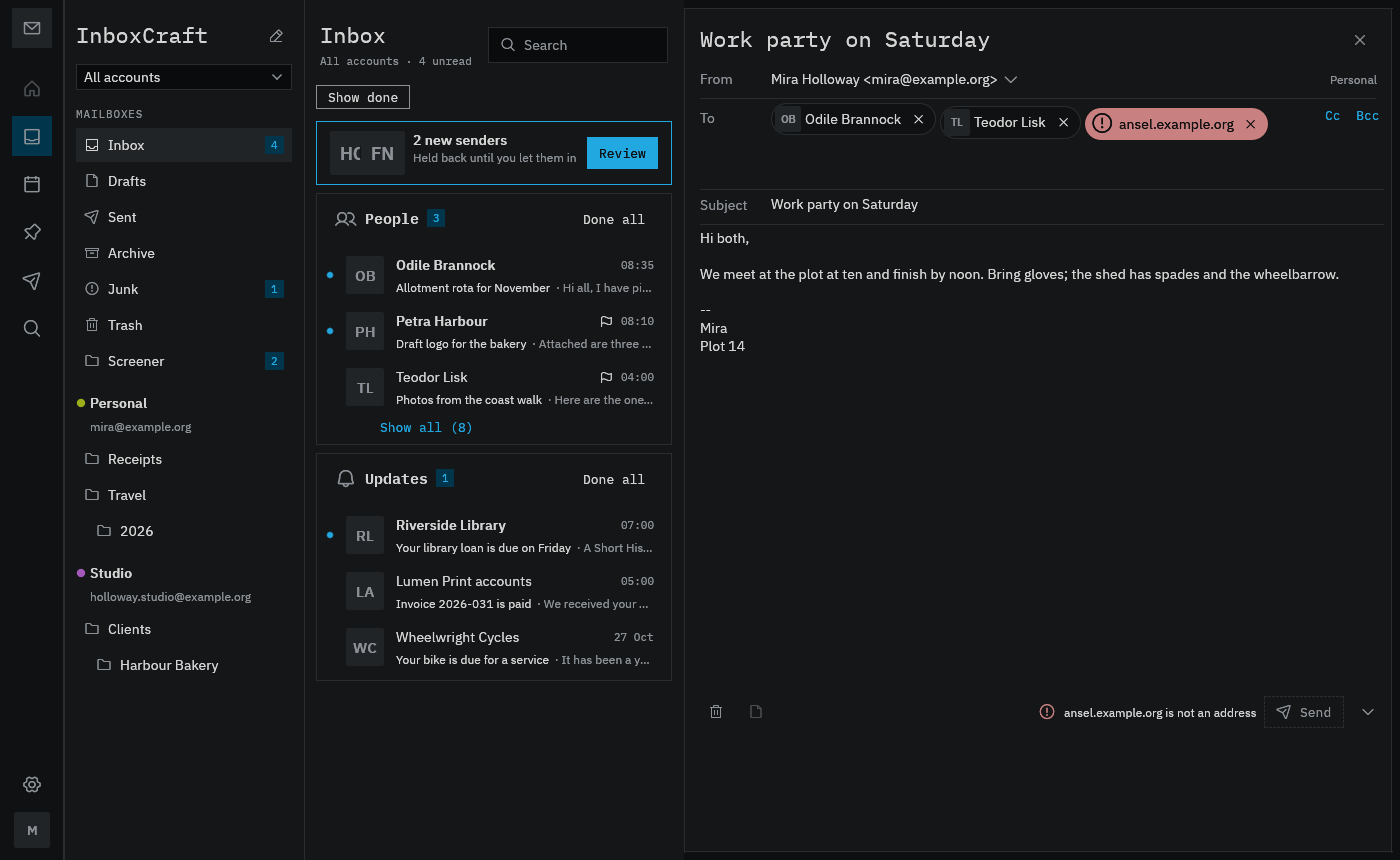 InboxCraft
All accounts
MAILBOXES
Inbox 4
Drafts
Sent
Archive
Junk 1
Trash
Screener 2
Personal
mira@example.org
Receipts
Travel
2026
Studio
holloway.studio@example.org
Clients
Harbour Bakery
M
Inbox
All accounts · 4 unread
Search
Show done
HC FN
2 new senders
Held back until you let them in
Review
People 3 Done all
OB Odile Brannock 08:35
Allotment rota for November · Hi all, I have pi…
PH Petra Harbour 08:10
Draft logo for the bakery · Attached are three …
TL Teodor Lisk 04:00
Photos from the coast walk · Here are the one…
Show all (8)
Updates 1 Done all
RL Riverside Library 07:00
Your library loan is due on Friday · A Short His…
LA Lumen Print accounts 05:00
Invoice 2026-031 is paid · We received your …
WC Wheelwright Cycles 27 Oct
Your bike is due for a service · It has been a y…
Work party on Saturday
From Mira Holloway <mira@example.org> Personal
To OB Odile Brannock TL Teodor Lisk ansel.example.org Cc Bcc
Subject Work party on Saturday
Hi both,
We meet at the plot at ten and finish by noon. Bring gloves; the shed has spades and the wheelbarrow.
--
Mira
Plot 14
ansel.example.org is not an address Send